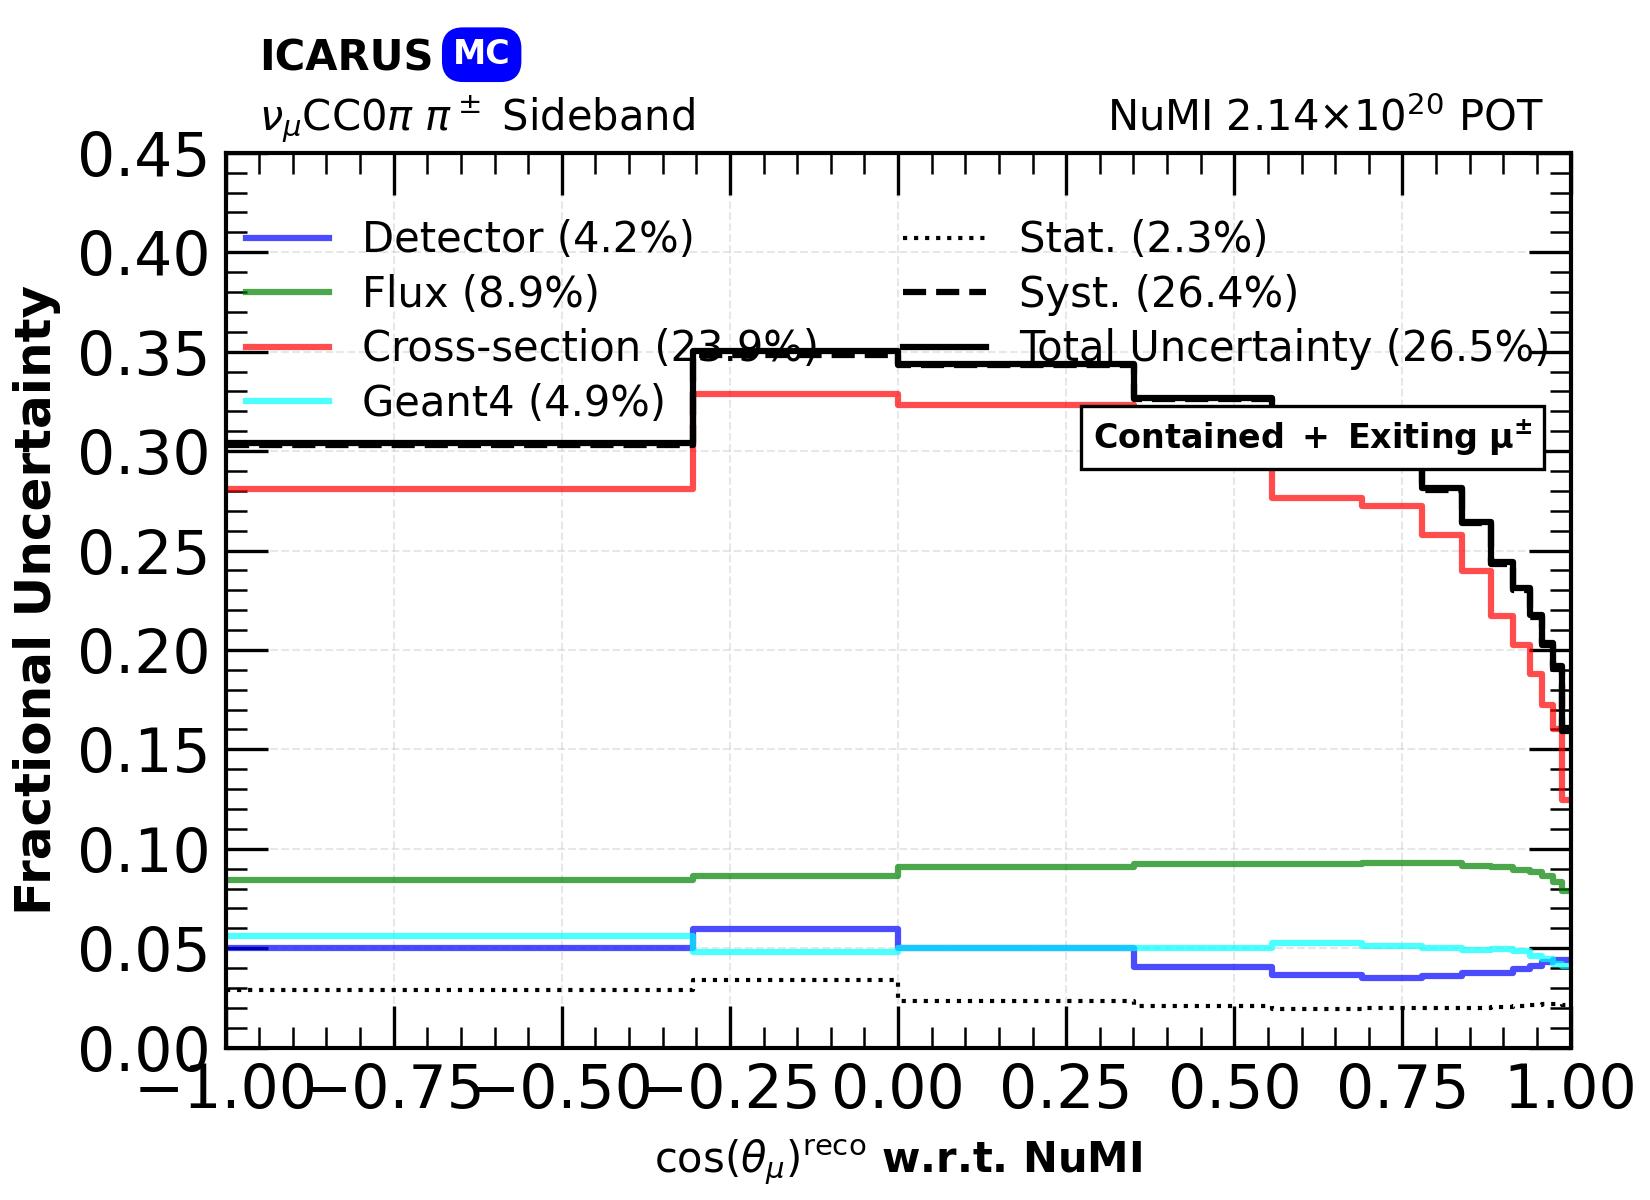 ICARUS MC
νμCC0π π± Sideband
NuMI 2.14×10²⁰ POT
Detector (4.2%)
Flux (8.9%)
Cross-section (23.9%)
Geant4 (4.9%)
Stat. (2.3%)
Syst. (26.4%)
Total Uncertainty (26.5%)
Contained + Exiting μ±
Fractional Uncertainty
0.45
0.40
0.35
0.30
0.25
0.20
0.15
0.10
0.05
0.00
−1.00 −0.75 −0.50 −0.25 0.00 0.25 0.50 0.75 1.00
cos(θμ)reco w.r.t. NuMI